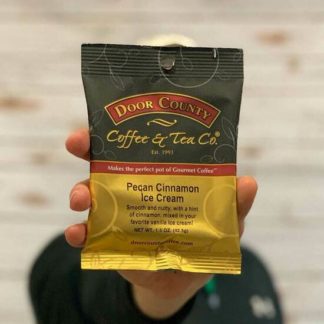 DOOR COUNTY
Coffee & Tea Co.®
Est. 1993
Makes the perfect pot of Gourmet Coffee™
Pecan Cinnamon
Ice Cream
Smooth and nutty, with a hint
of cinnamon, mixed in your
favorite vanilla ice cream!
NET WT. 1.5 OZ. (42.5g)
doorcountycoffee.com